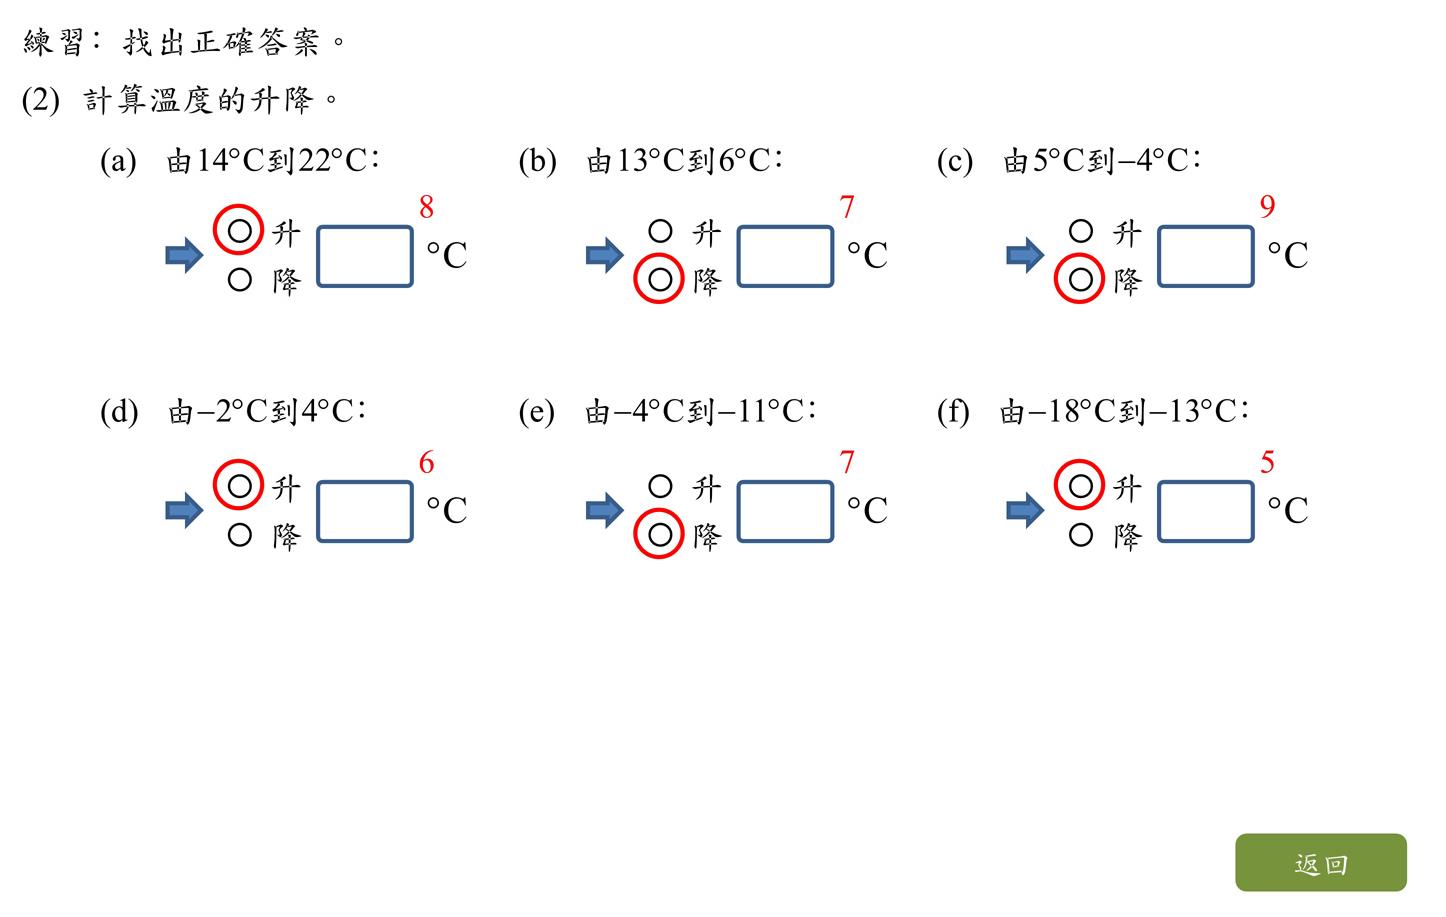 練習：找出正確答案。
(2) 計算溫度的升降。
(a) 由14°C到22°C：
8
升
°C
降
(b) 由13°C到6°C：
7
升
°C
降
(c) 由5°C到–4°C：
9
升
°C
降
(d) 由–2°C到4°C：
6
升
°C
降
(e) 由–4°C到–11°C：
7
升
°C
降
(f) 由–18°C到–13°C：
5
升
°C
降
返回